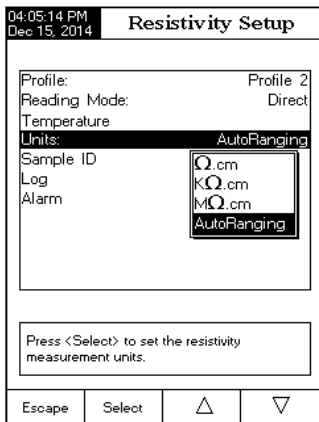 04:05:14 PM
Dec 15, 2014
Resistivity Setup
Profile: Profile 2
Reading Mode: Direct
Temperature
Units: AutoRanging
Sample ID
Log
Alarm
Ω.cm
KΩ.cm
MΩ.cm
AutoRanging
Press <Select> to set the resistivity
measurement units.
Escape Select △ ▽